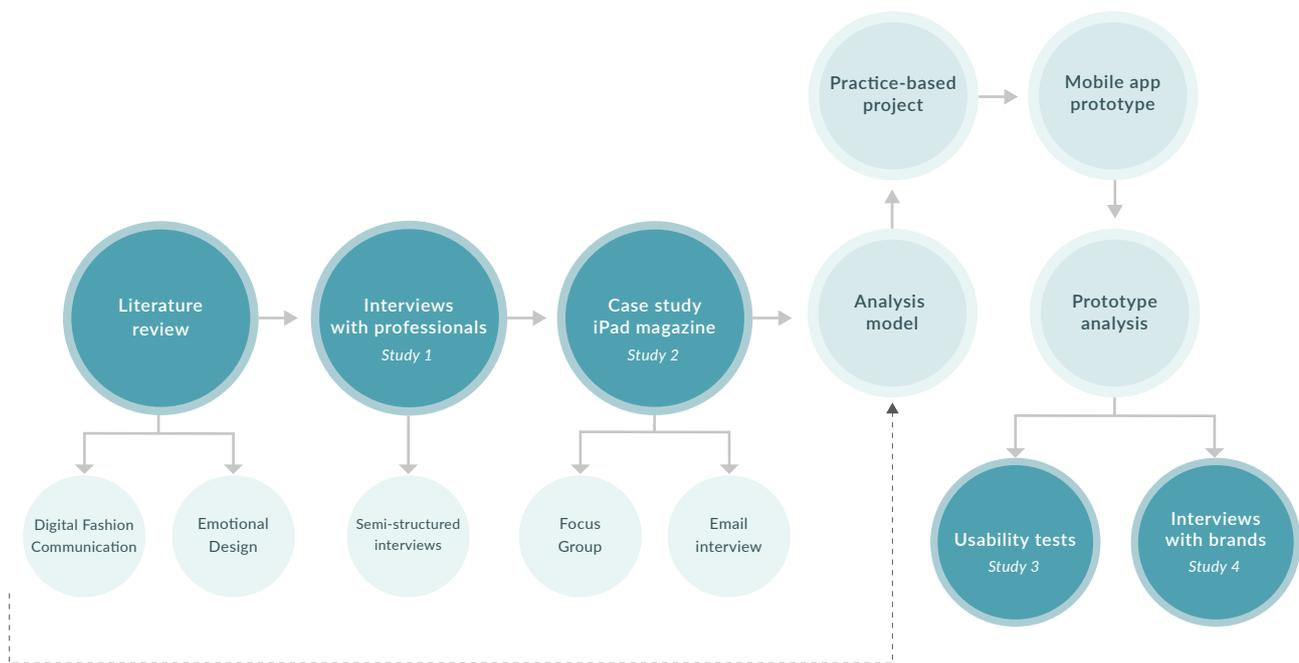 Practice-based
project
Mobile app
prototype
Literature
review
Interviews
with professionals
Study 1
Case study
iPad magazine
Study 2
Analysis
model
Prototype
analysis
Digital Fashion
Communication
Emotional
Design
Semi-structured
interviews
Focus
Group
Email
interview
Usability tests
Study 3
Interviews
with brands
Study 4